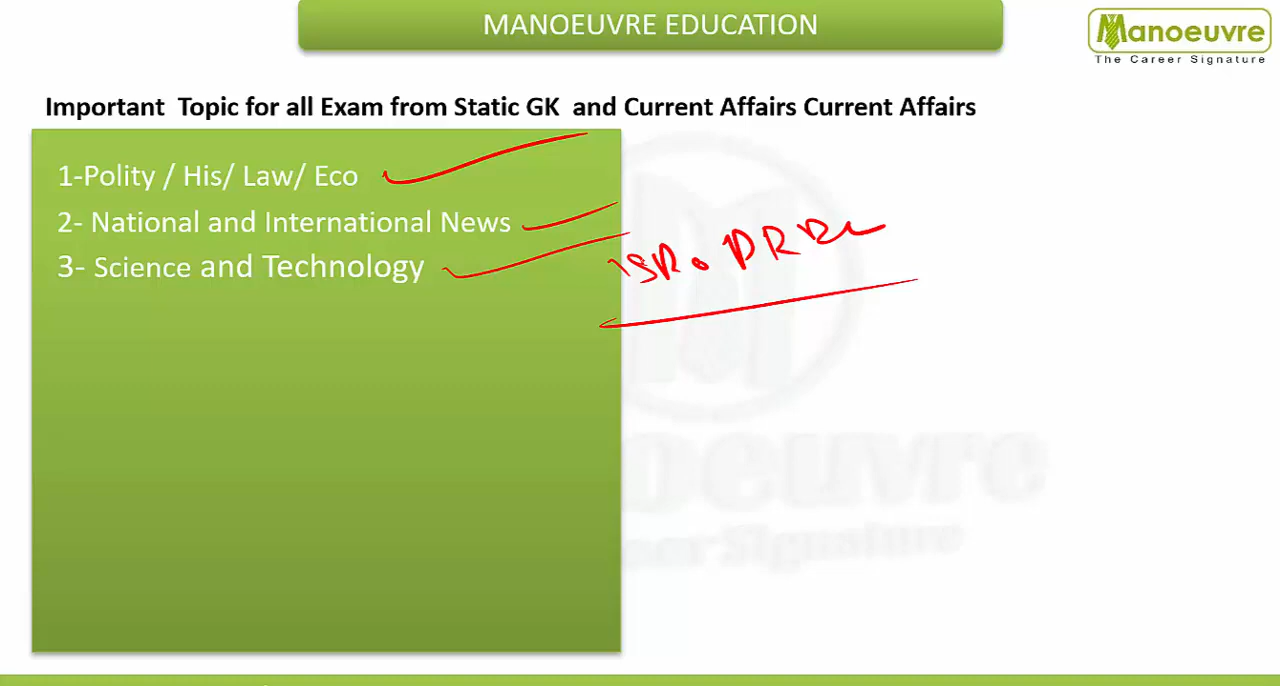 MANOEUVRE EDUCATION
Manoeuvre
The Career Signature
Important Topic for all Exam from Static GK and Current Affairs Current Affairs
1-Polity / His/ Law/ Eco
2- National and International News
3- Science and Technology
ISRO